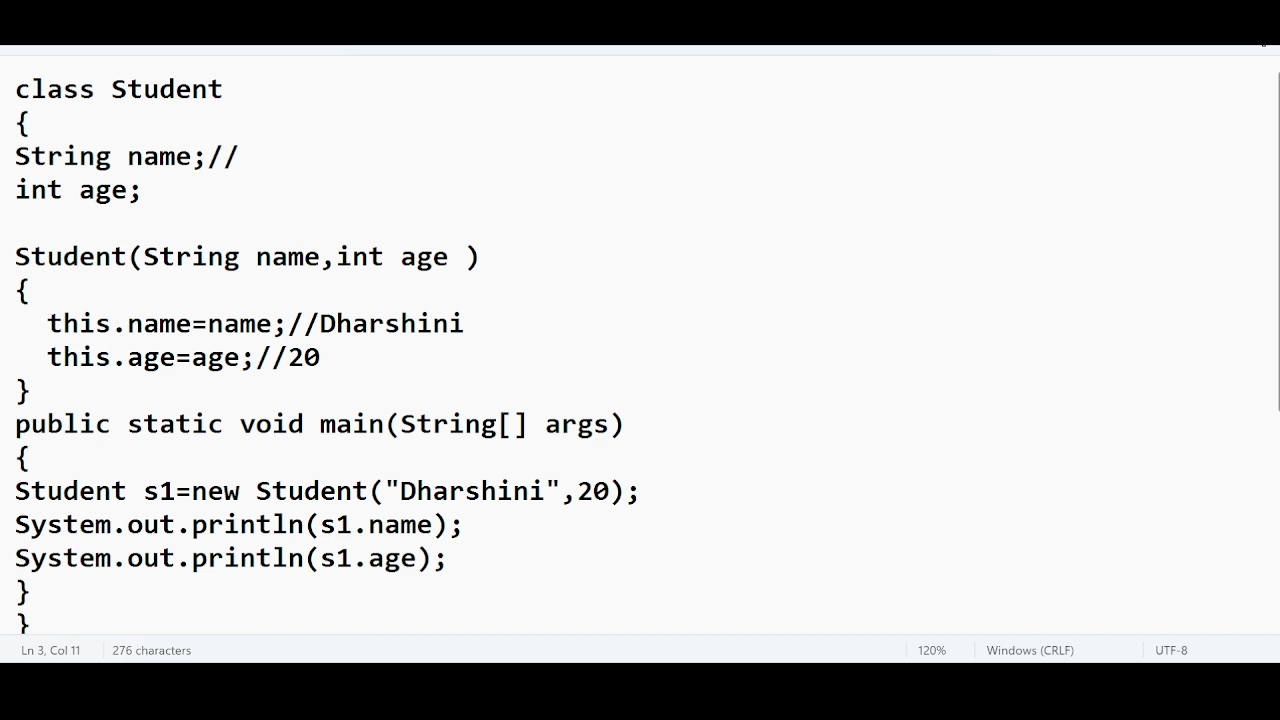 class Student
{
String name;//
int age;

Student(String name,int age )
{
  this.name=name;//Dharshini
  this.age=age;//20
}
public static void main(String[] args)
{
Student s1=new Student("Dharshini",20);
System.out.println(s1.name);
System.out.println(s1.age);
}
}
Ln 3, Col 11 276 characters 120% Windows (CRLF) UTF-8